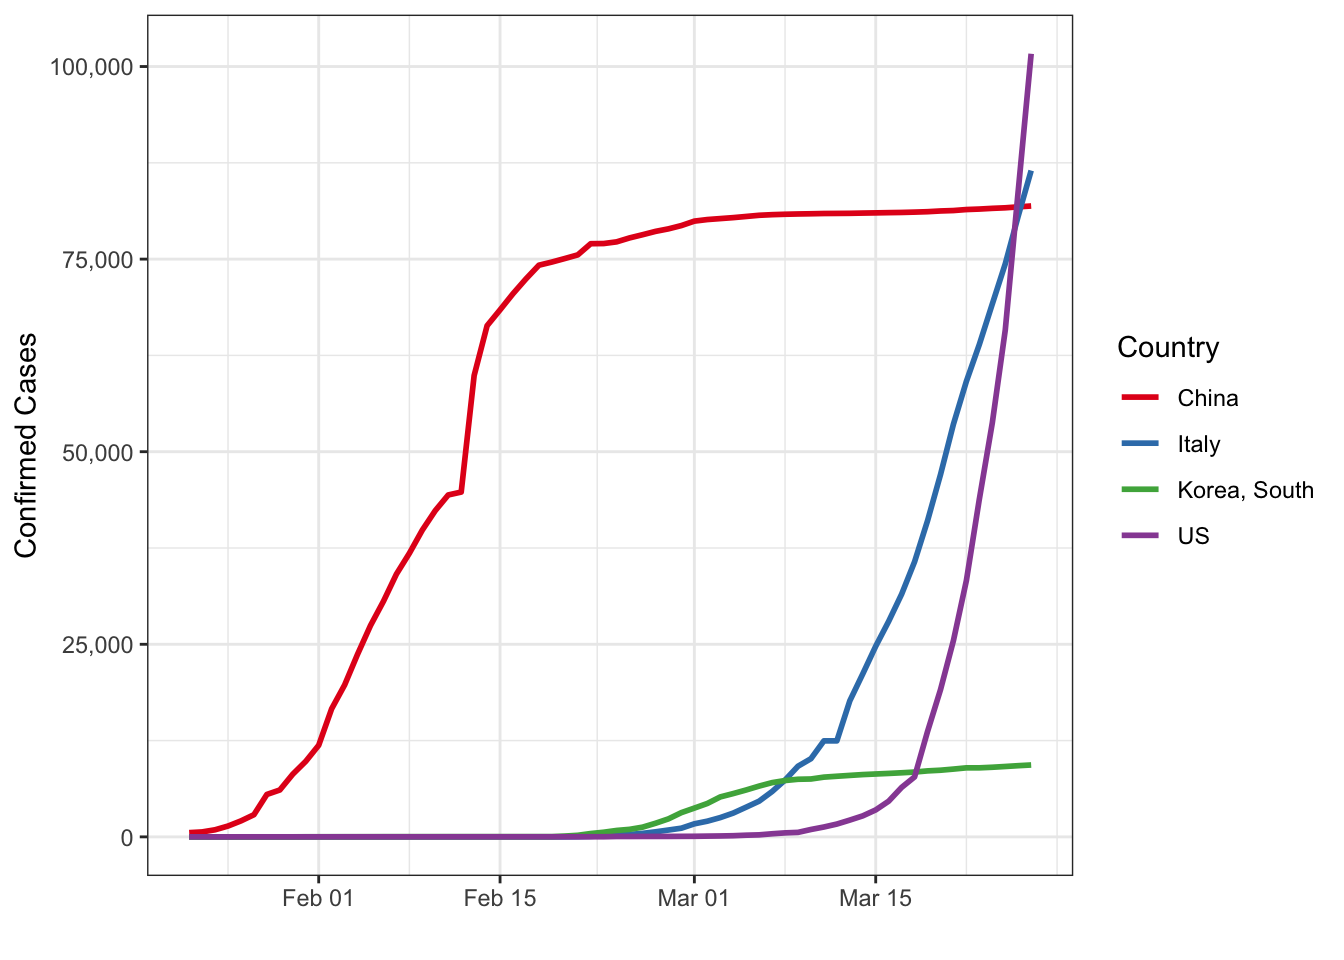 100,000
75,000
50,000
25,000
0
Confirmed Cases
Feb 01
Feb 15
Mar 01
Mar 15
Country
China
Italy
Korea, South
US